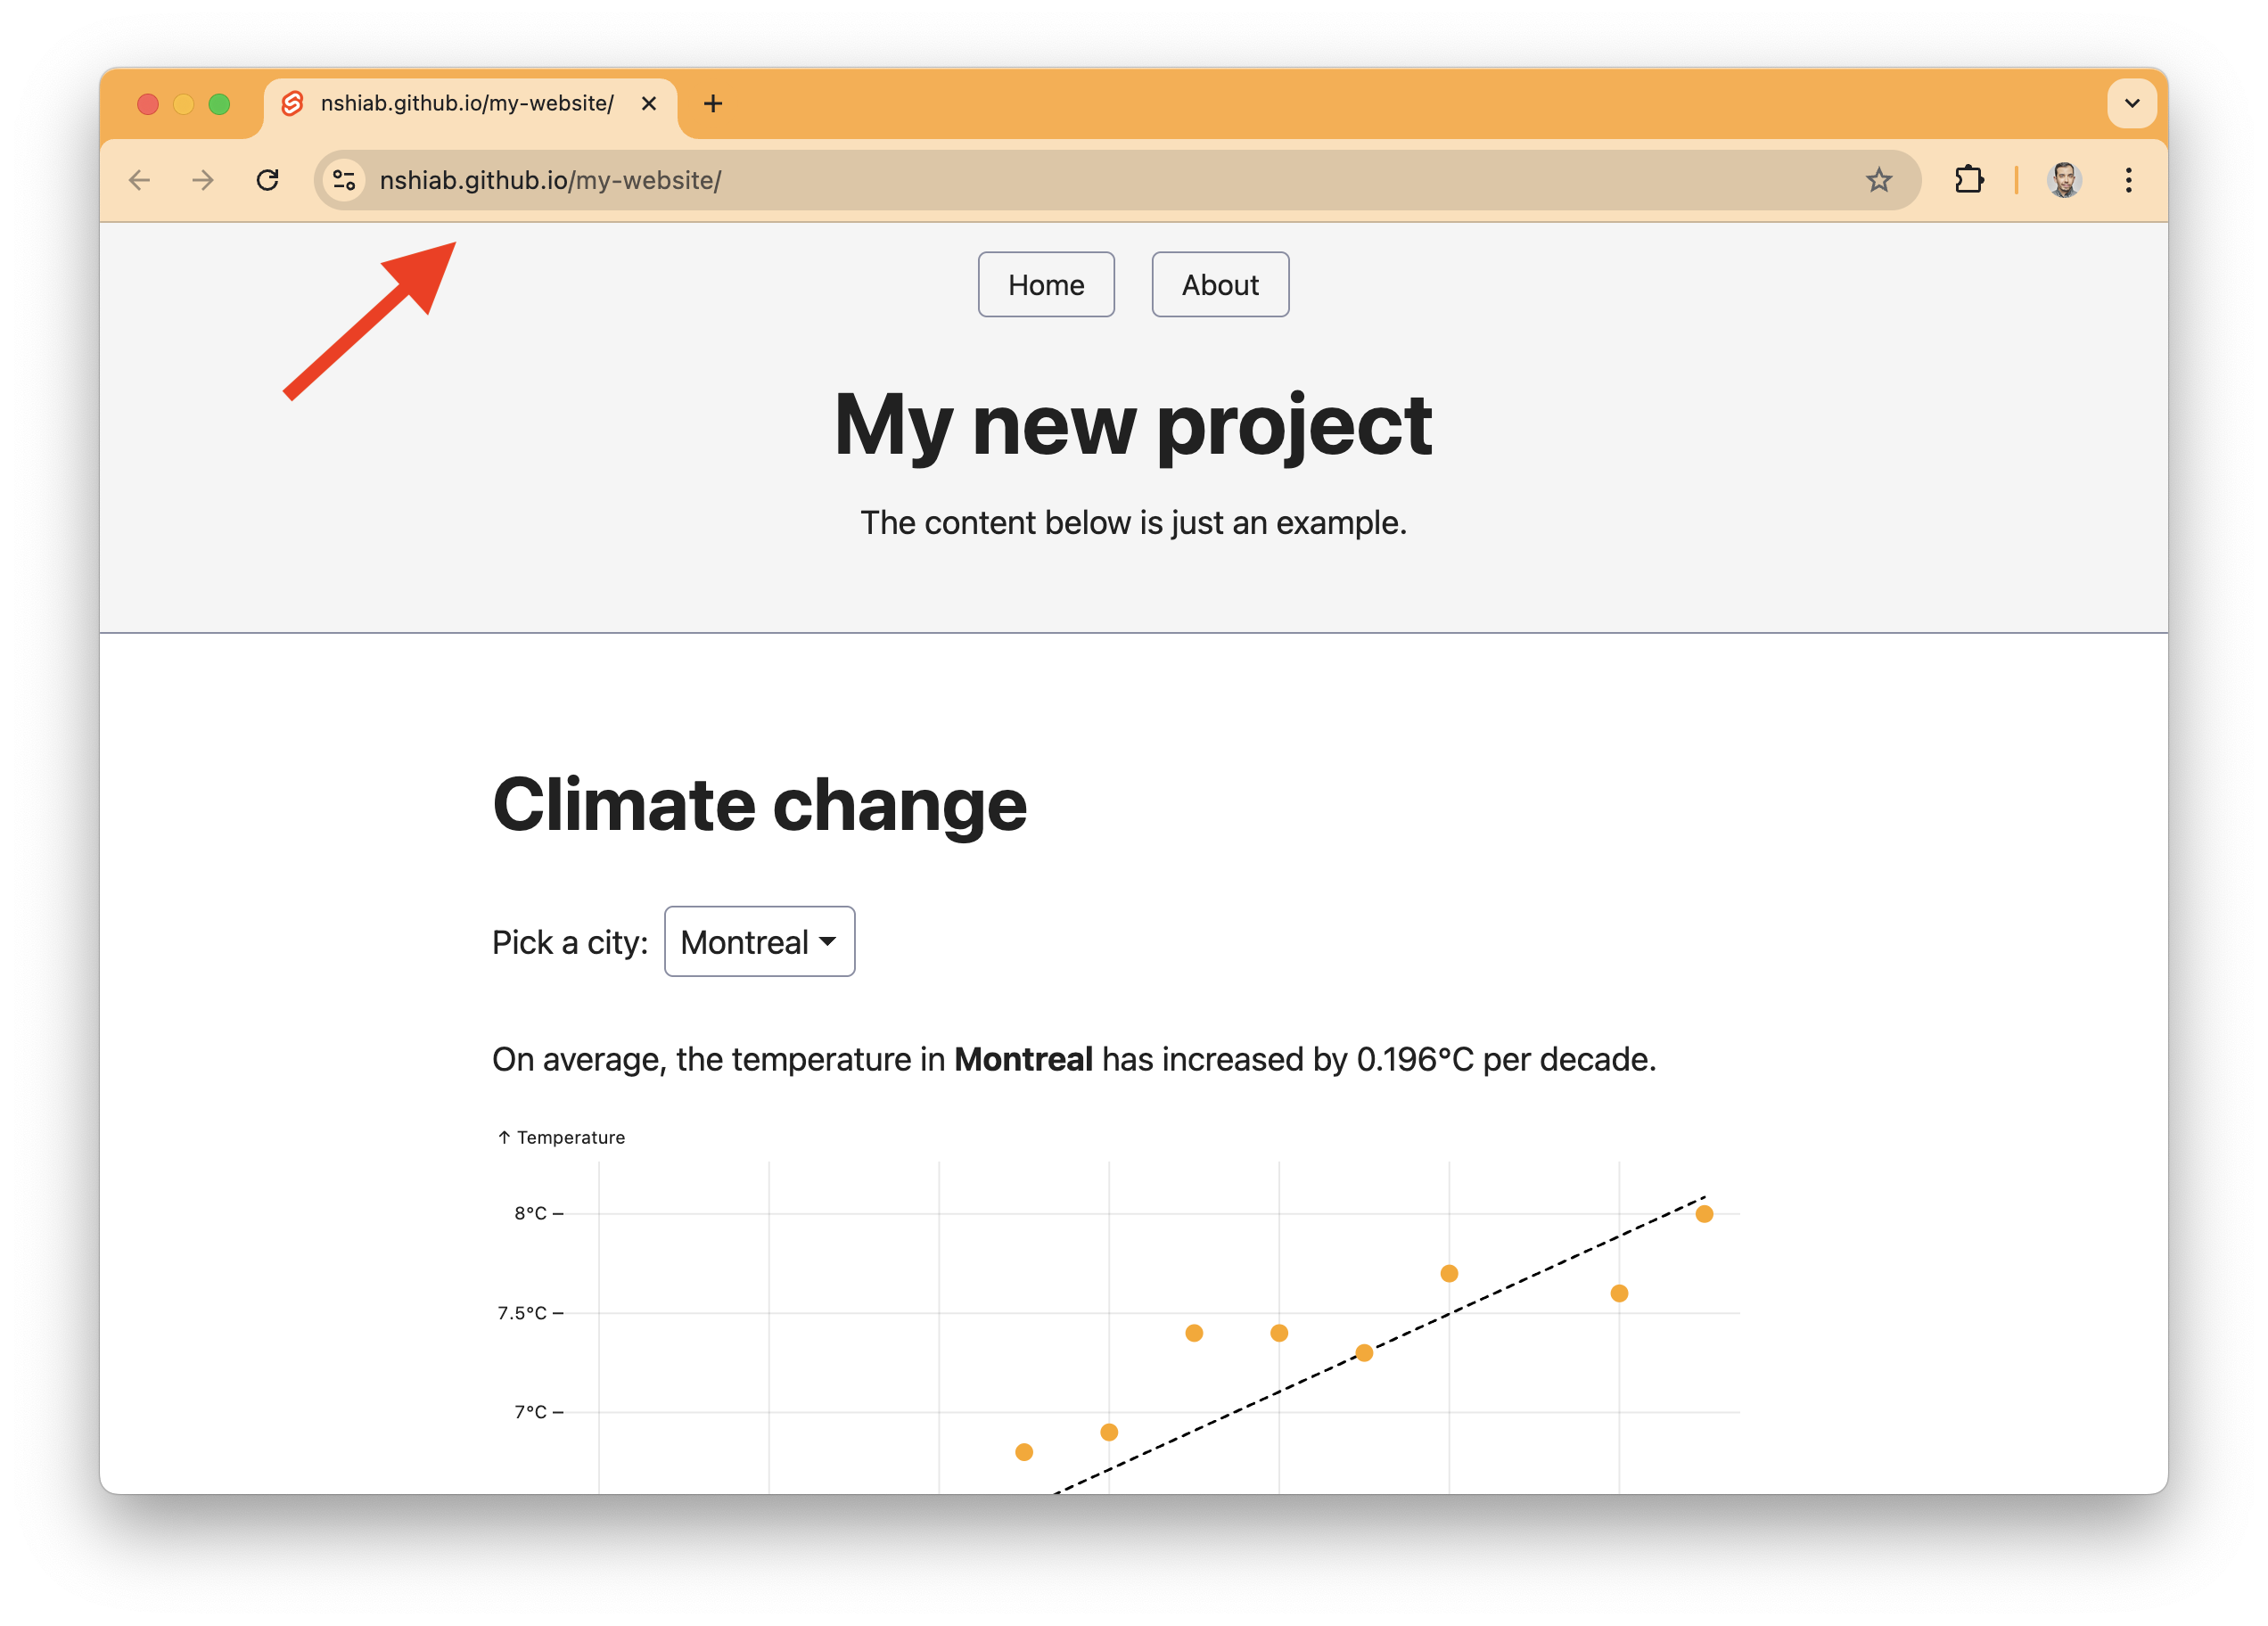 nshiab.github.io/my-website/
nshiab.github.io/my-website/
Home About
My new project
The content below is just an example.
Climate change
Pick a city: Montreal
On average, the temperature in Montreal has increased by 0.196°C per decade.
↑ Temperature
8°C
7.5°C
7°C